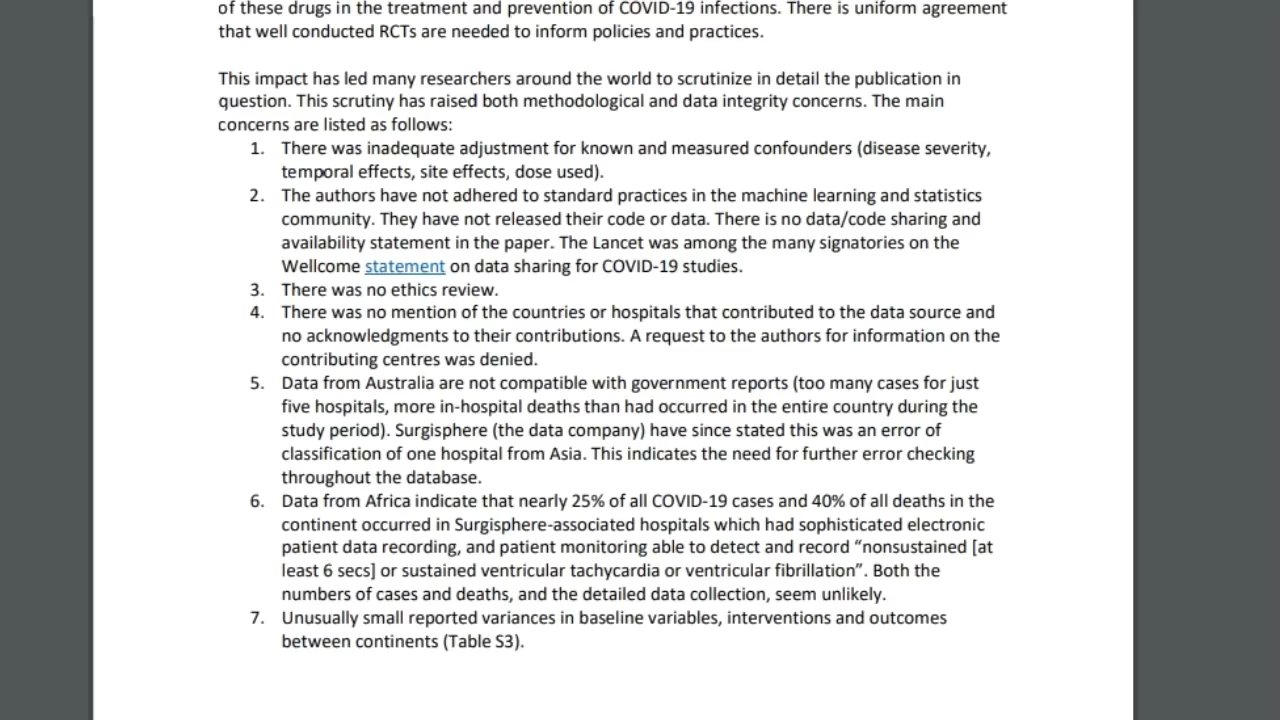 of these drugs in the treatment and prevention of COVID-19 infections. There is uniform agreement
that well conducted RCTs are needed to inform policies and practices.
This impact has led many researchers around the world to scrutinize in detail the publication in
question. This scrutiny has raised both methodological and data integrity concerns. The main
concerns are listed as follows:
1. There was inadequate adjustment for known and measured confounders (disease severity,
temporal effects, site effects, dose used).
2. The authors have not adhered to standard practices in the machine learning and statistics
community. They have not released their code or data. There is no data/code sharing and
availability statement in the paper. The Lancet was among the many signatories on the
Wellcome statement on data sharing for COVID-19 studies.
3. There was no ethics review.
4. There was no mention of the countries or hospitals that contributed to the data source and
no acknowledgments to their contributions. A request to the authors for information on the
contributing centres was denied.
5. Data from Australia are not compatible with government reports (too many cases for just
five hospitals, more in-hospital deaths than had occurred in the entire country during the
study period). Surgisphere (the data company) have since stated this was an error of
classification of one hospital from Asia. This indicates the need for further error checking
throughout the database.
6. Data from Africa indicate that nearly 25% of all COVID-19 cases and 40% of all deaths in the
continent occurred in Surgisphere-associated hospitals which had sophisticated electronic
patient data recording, and patient monitoring able to detect and record “nonsustained [at
least 6 secs] or sustained ventricular tachycardia or ventricular fibrillation”. Both the
numbers of cases and deaths, and the detailed data collection, seem unlikely.
7. Unusually small reported variances in baseline variables, interventions and outcomes
between continents (Table S3).